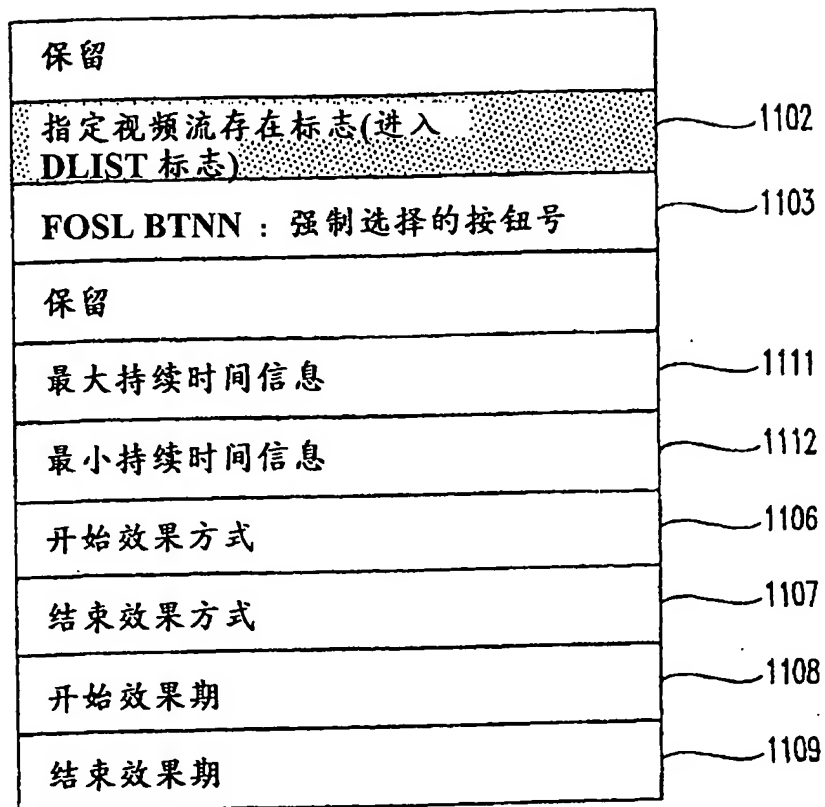 保留
指定视频流存在标志(进入
DLIST 标志)
1102
FOSL BTNN : 强制选择的按钮号
1103
保留
最大持续时间信息
1111
最小持续时间信息
1112
开始效果方式
1106
结束效果方式
1107
开始效果期
1108
结束效果期
1109